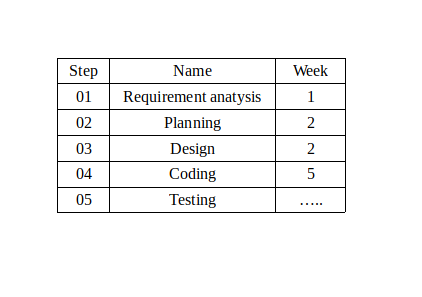 Step Name Week
01 Requirement anatysis 1
02 Planning 2
03 Design 2
04 Coding 5
05 Testing .....